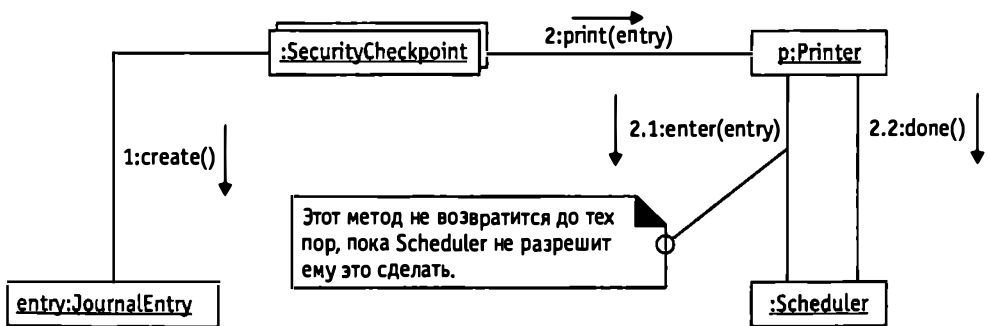 :SecurityCheckpoint
2:print(entry)
p:Printer
1:create()
2.1:enter(entry)
2.2:done()
Этот метод не возвратится до тех
пор, пока Scheduler не разрешит
ему это сделать.
entry:JournalEntry
:Scheduler